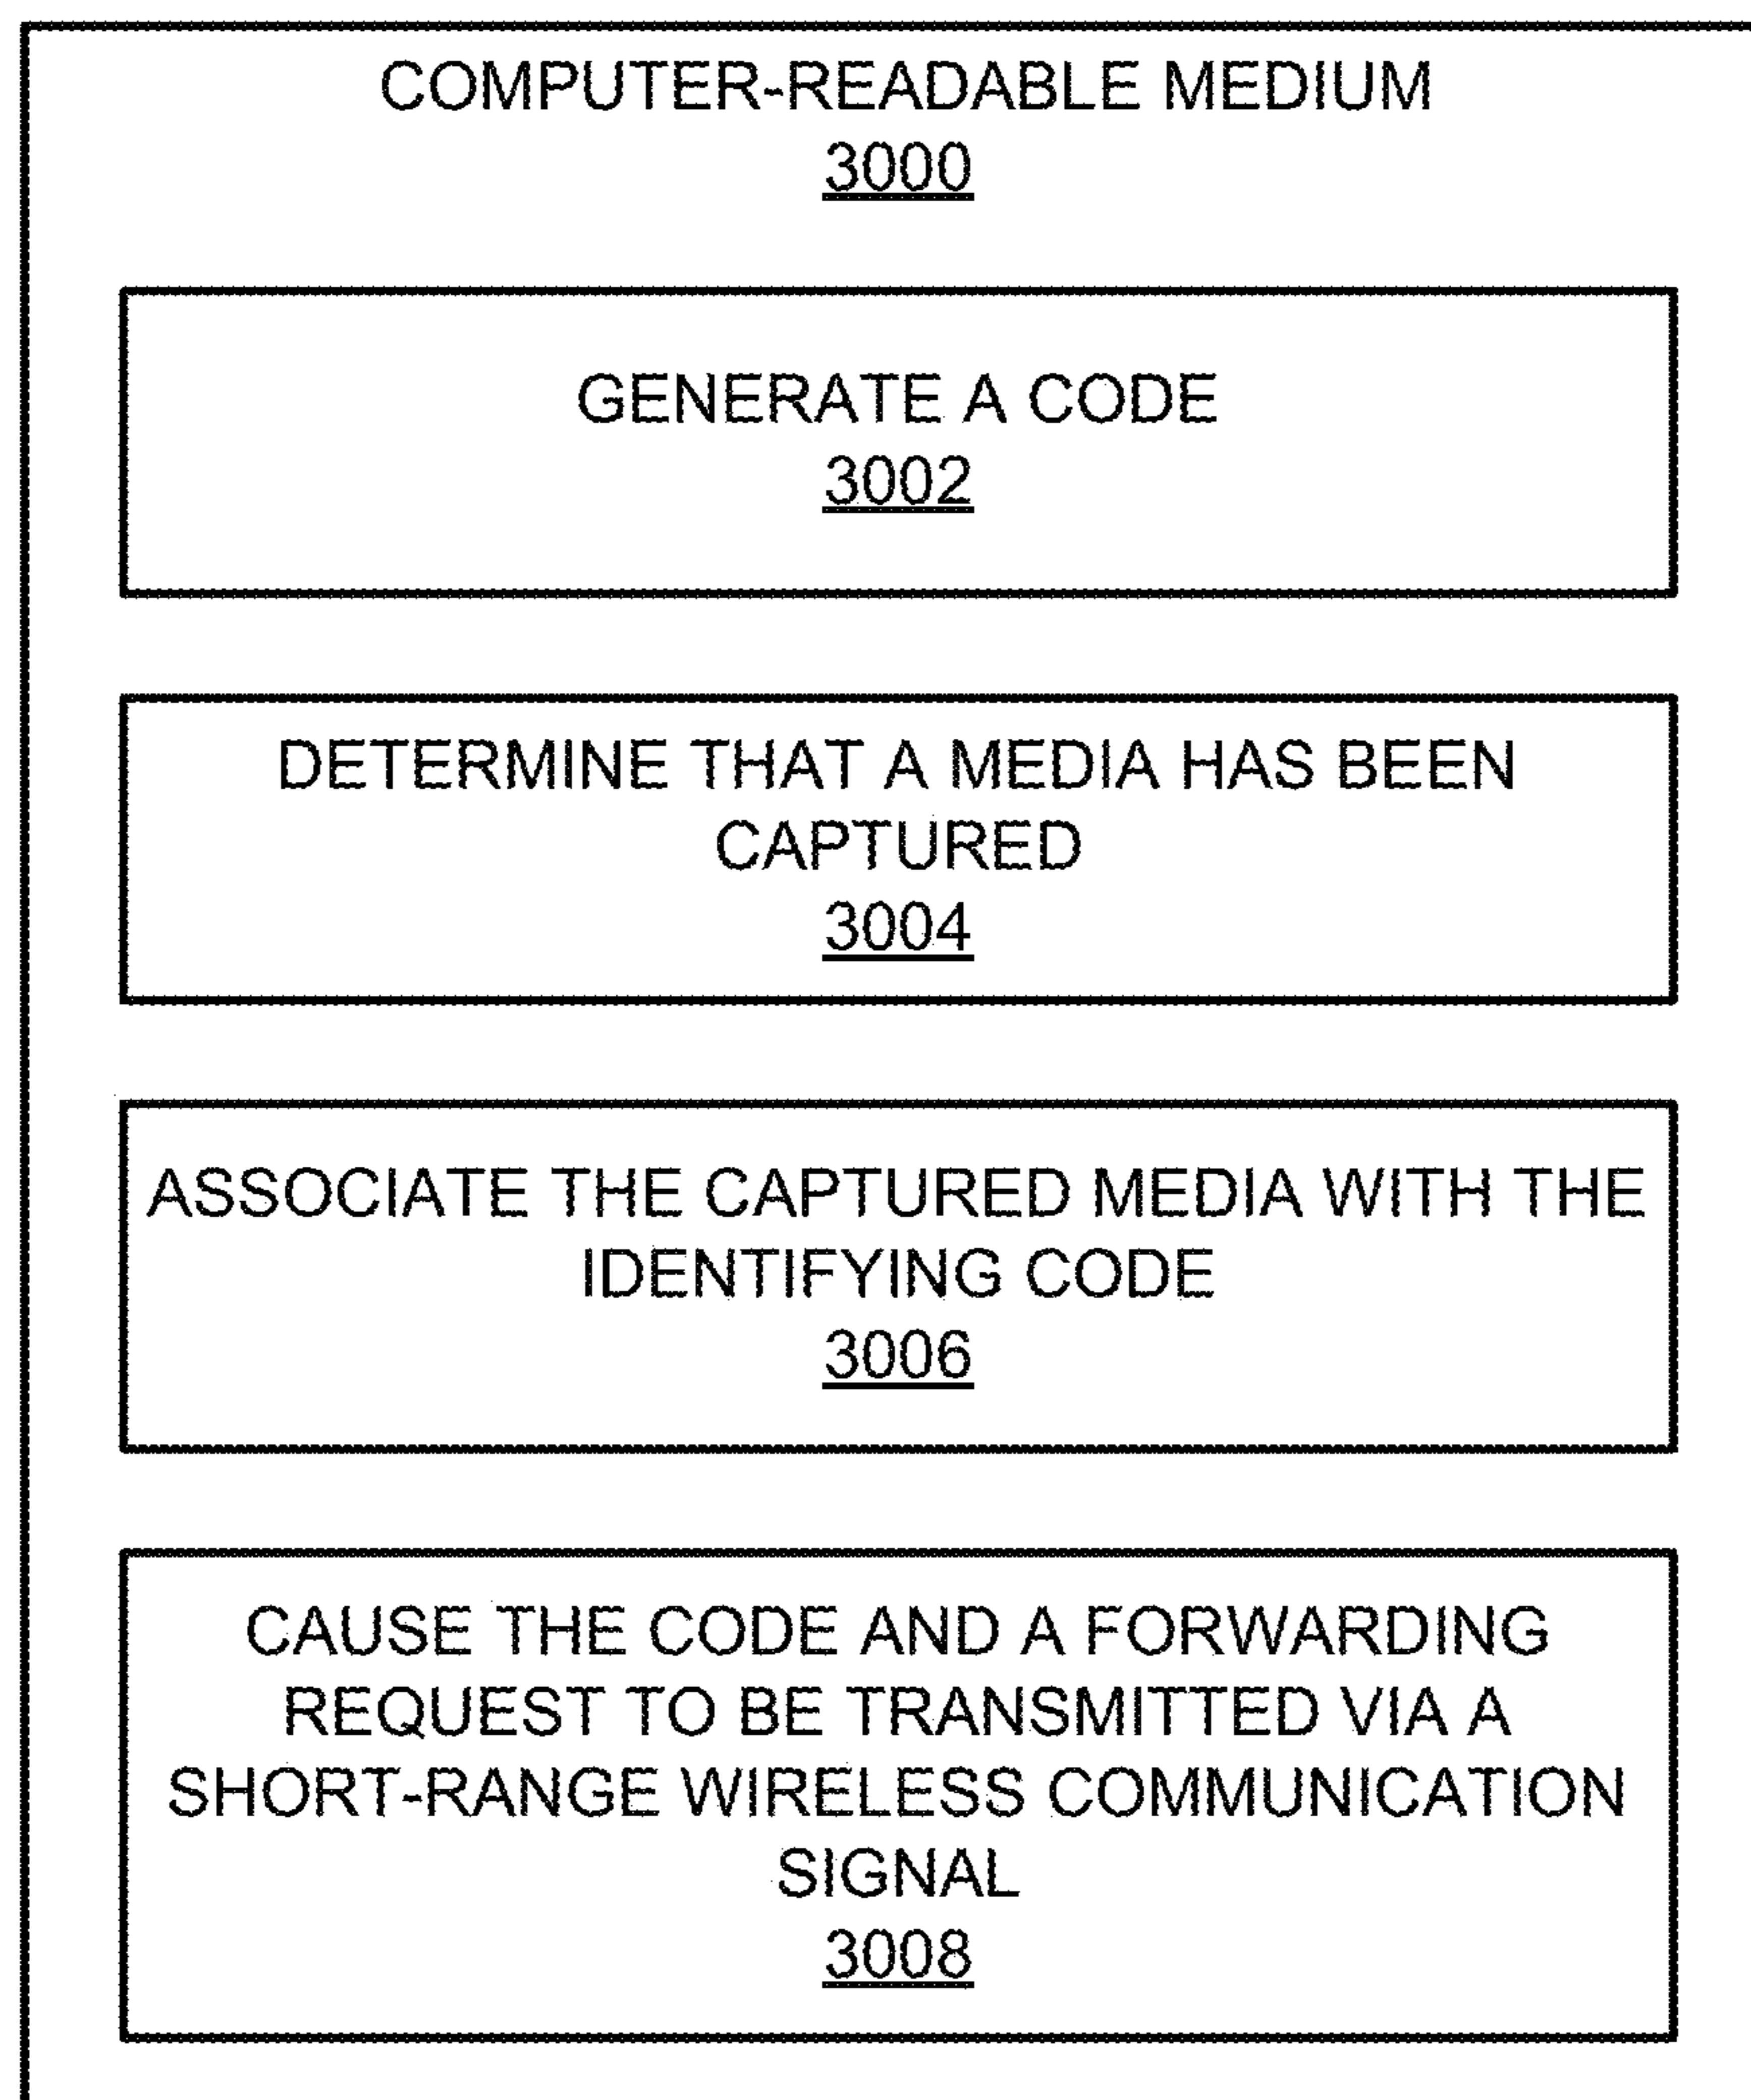 COMPUTER-READABLE MEDIUM
3000
GENERATE A CODE
3002
DETERMINE THAT A MEDIA HAS BEEN
CAPTURED
3004
ASSOCIATE THE CAPTURED MEDIA WITH THE
IDENTIFYING CODE
3006
CAUSE THE CODE AND A FORWARDING
REQUEST TO BE TRANSMITTED VIA A
SHORT-RANGE WIRELESS COMMUNICATION
SIGNAL
3008